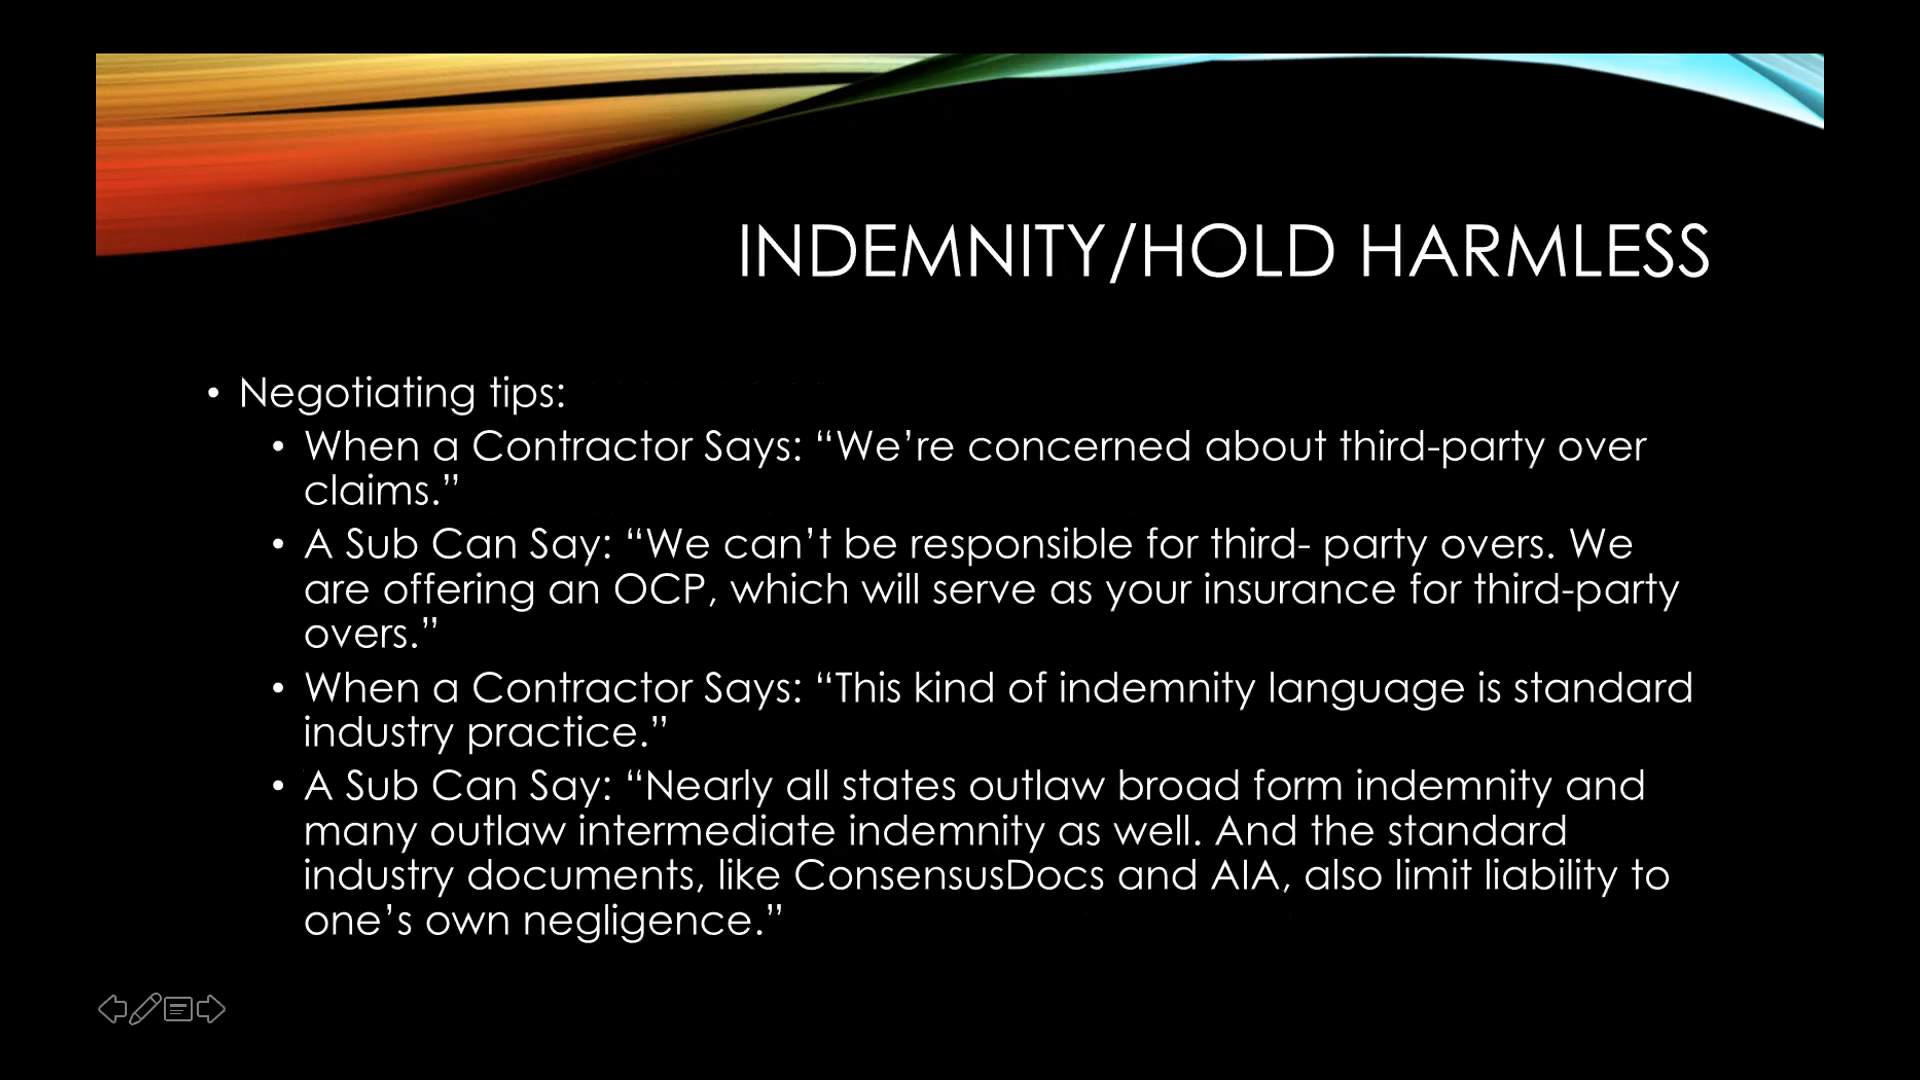 INDEMNITY/HOLD HARMLESS
• Negotiating tips:
• When a Contractor Says: “We’re concerned about third-party over
claims.”
• A Sub Can Say: “We can’t be responsible for third- party overs. We
are offering an OCP, which will serve as your insurance for third-party
overs.”
• When a Contractor Says: “This kind of indemnity language is standard
industry practice.”
• A Sub Can Say: “Nearly all states outlaw broad form indemnity and
many outlaw intermediate indemnity as well. And the standard
industry documents, like ConsensusDocs and AIA, also limit liability to
one’s own negligence.”